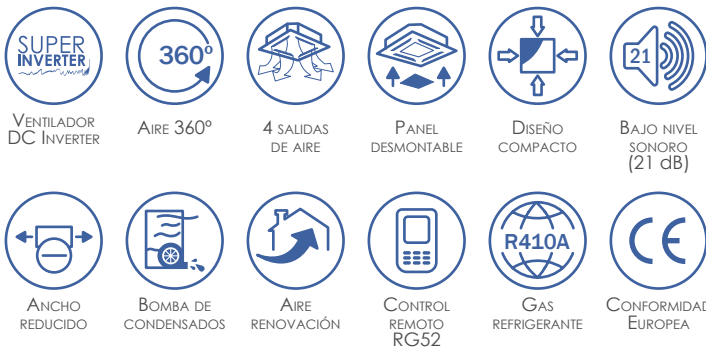 SUPER
INVERTER
360º
21
Ventilador
DC Inverter
Aire 360º
4 salidas
de aire
Panel
desmontable
Diseño
compacto
Bajo nivel
sonoro
(21 dB)
R410A
CE
Ancho
reducido
Bomba de
condensados
Aire
renovación
Control
remoto
RG52
Gas
refrigerante
Conformidad
Europea